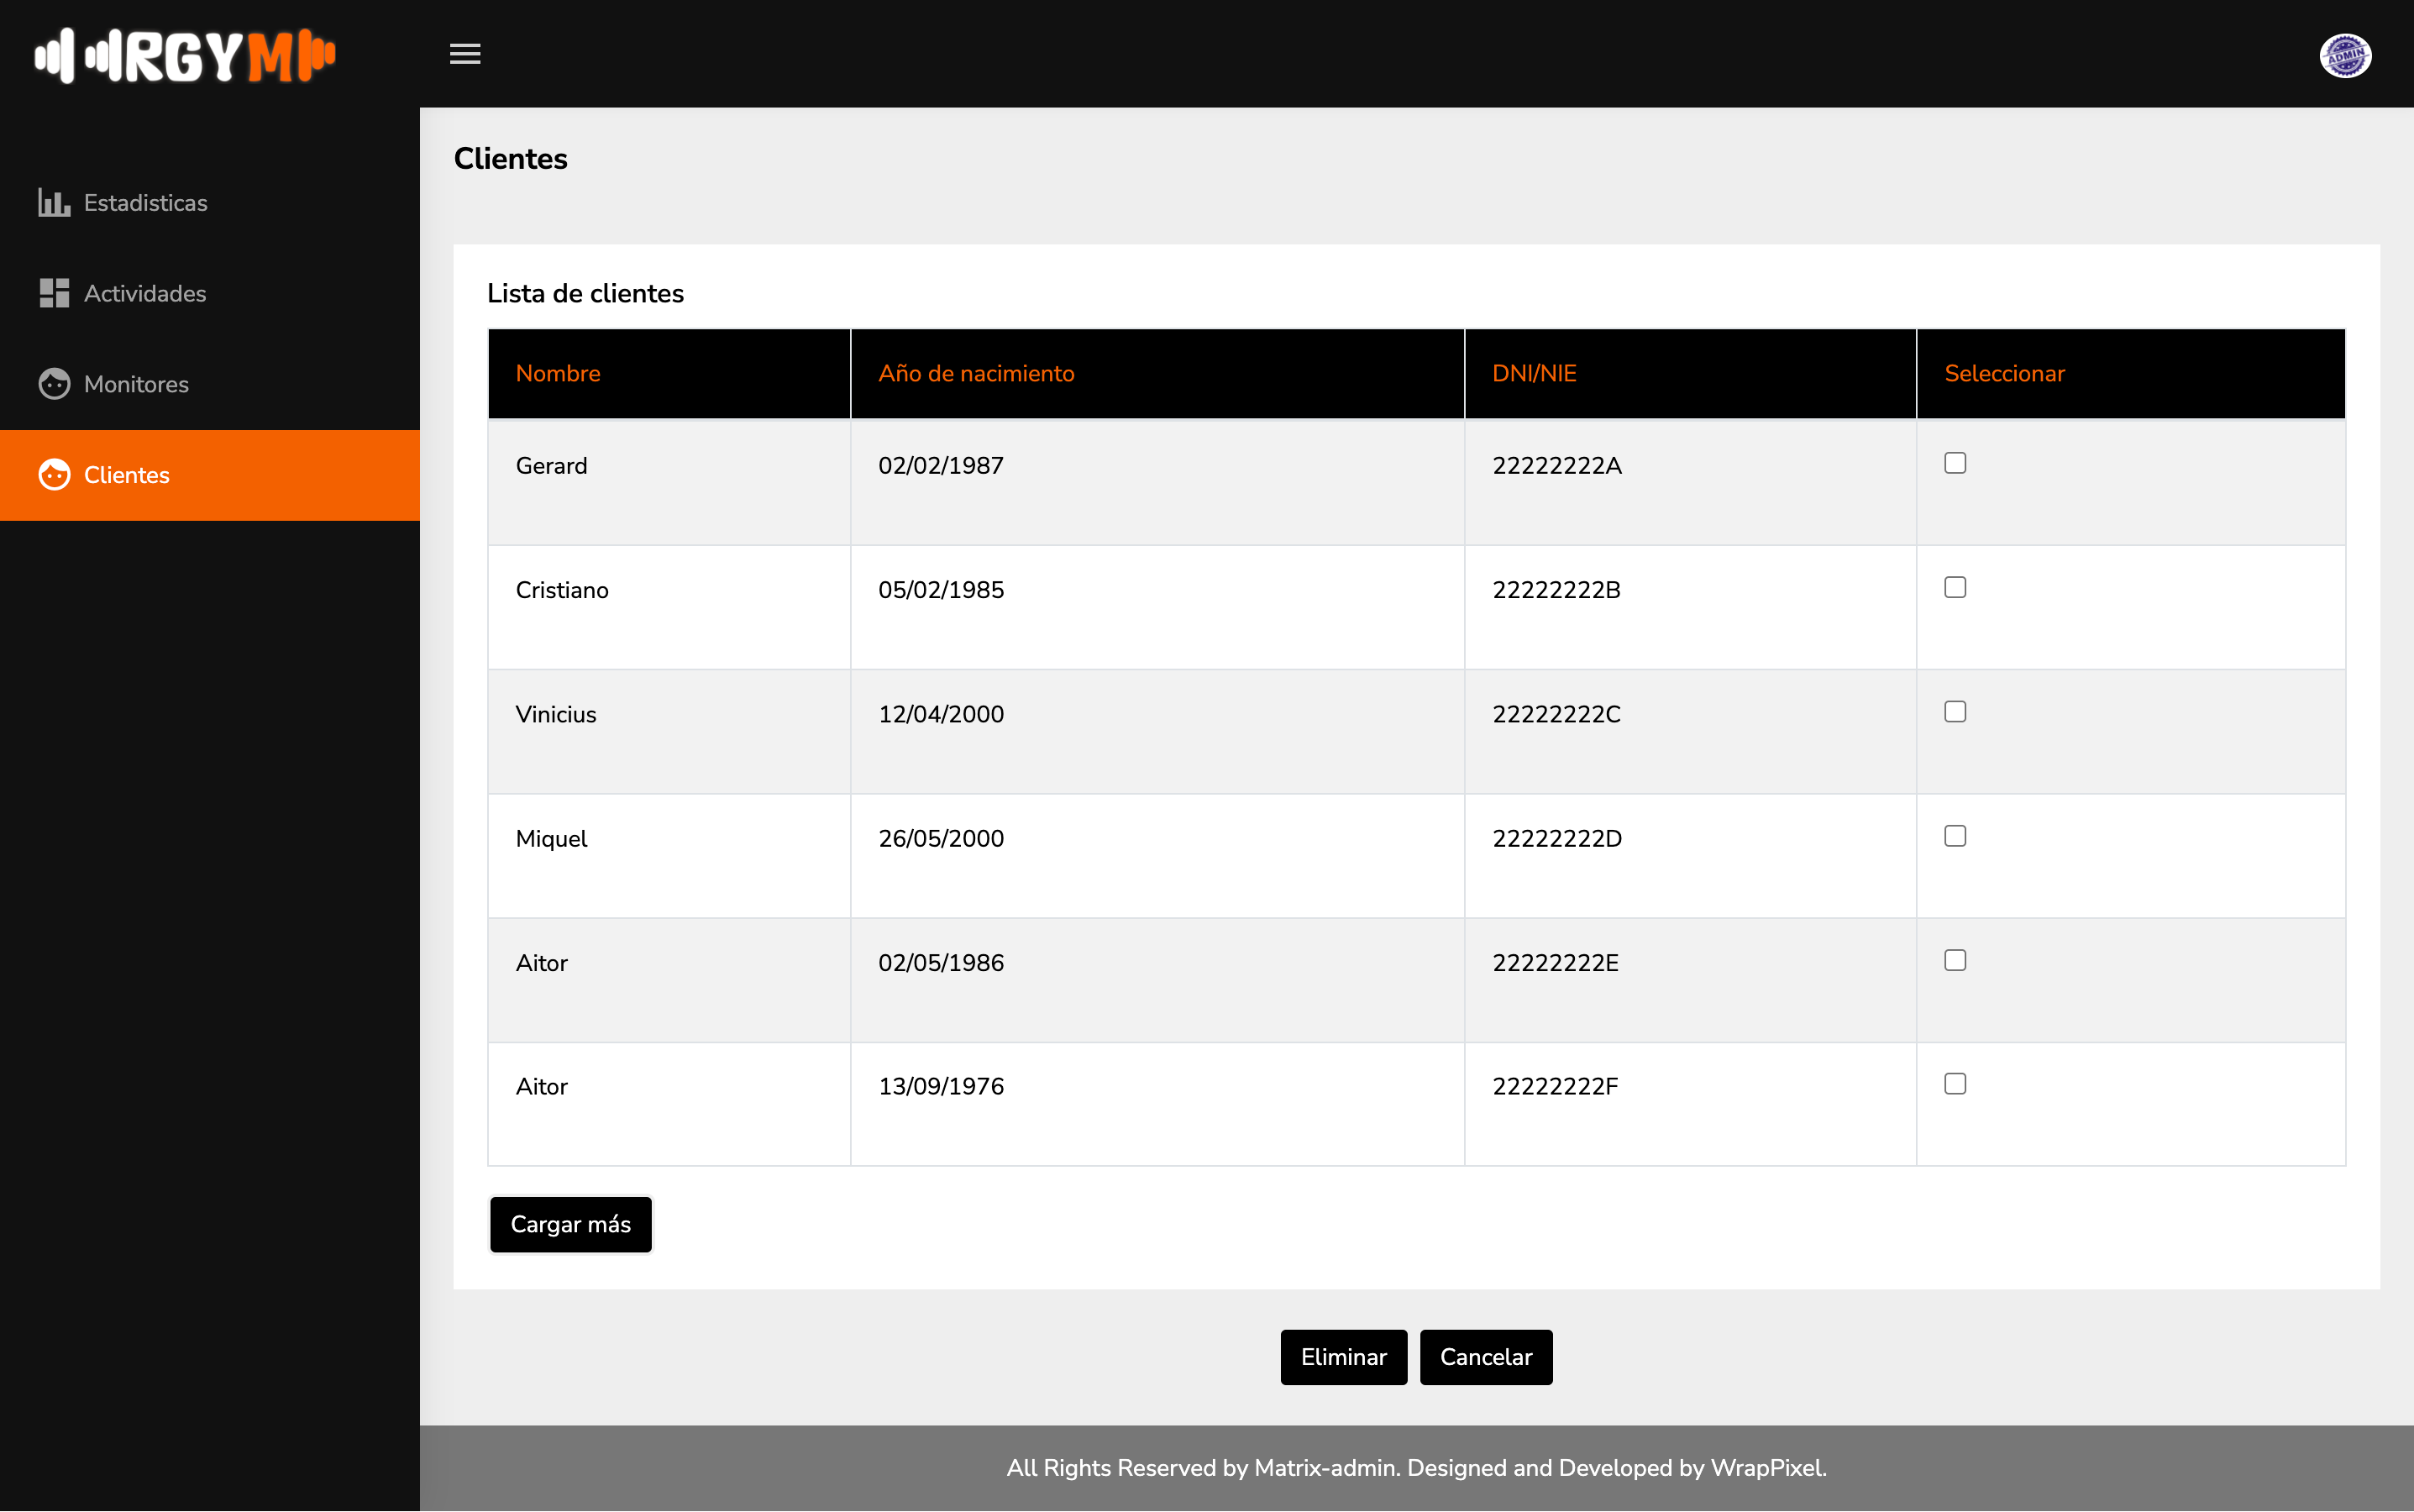 RGYM
ADMIN
Estadisticas
Actividades
Monitores
Clientes
Clientes
Lista de clientes
Nombre Año de nacimiento DNI/NIE Seleccionar
Gerard 02/02/1987 22222222A
Cristiano 05/02/1985 22222222B
Vinicius 12/04/2000 22222222C
Miquel 26/05/2000 22222222D
Aitor 02/05/1986 22222222E
Aitor 13/09/1976 22222222F
Cargar más
Eliminar Cancelar
All Rights Reserved by Matrix-admin. Designed and Developed by WrapPixel.